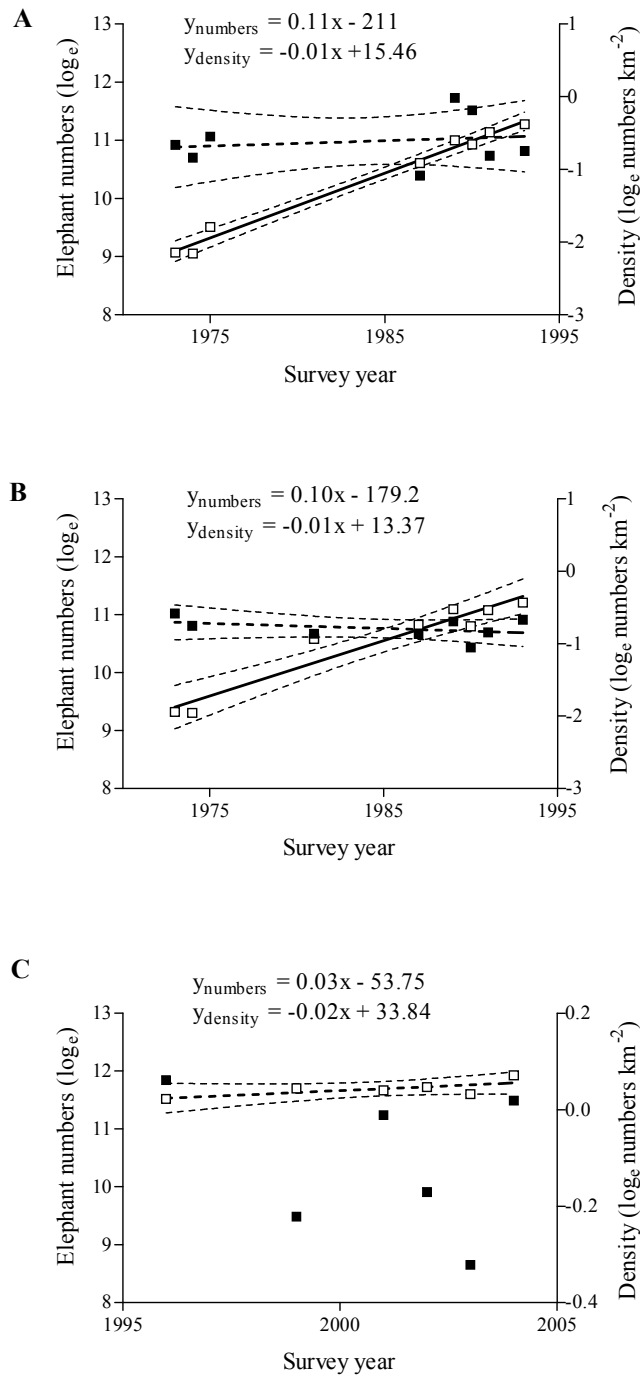 A
y_numbers = 0.11x - 211
y_density = -0.01x +15.46
Elephant numbers (log_e)
13
12
11
10
9
8
1
0
-1
-2
-3
Density (log_e numbers km^-2)
1975 1985 1995
Survey year
B
y_numbers = 0.10x - 179.2
y_density = -0.01x + 13.37
Elephant numbers (log_e)
13
12
11
10
9
8
1
0
-1
-2
-3
Density (log_e numbers km^-2)
1975 1985 1995
Survey year
C
y_numbers = 0.03x - 53.75
y_density = -0.02x + 33.84
Elephant numbers (log_e)
13
12
11
10
9
8
0.2
0.0
-0.2
-0.4
Density (log_e numbers km^-2)
1995 2000 2005
Survey year